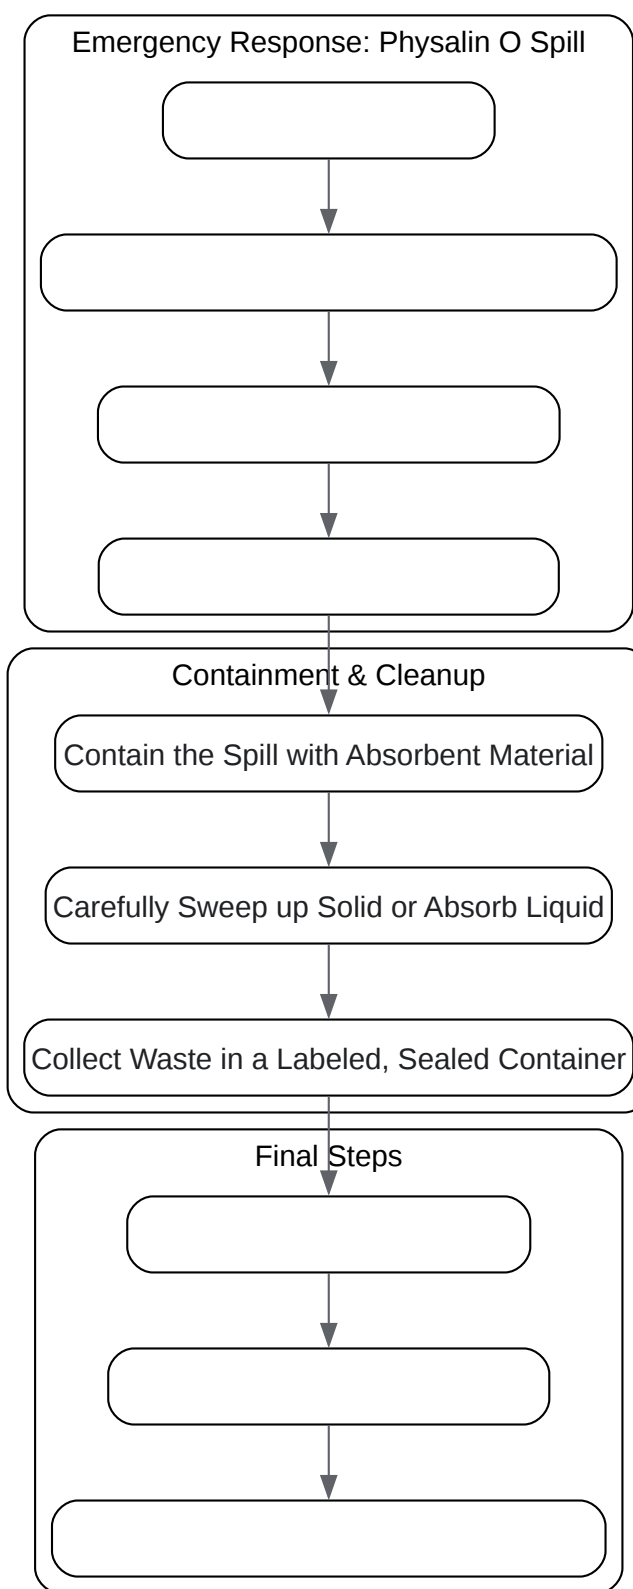 Emergency Response: Physalin O Spill
Containment & Cleanup
Contain the Spill with Absorbent Material
Carefully Sweep up Solid or Absorb Liquid
Collect Waste in a Labeled, Sealed Container
Final Steps